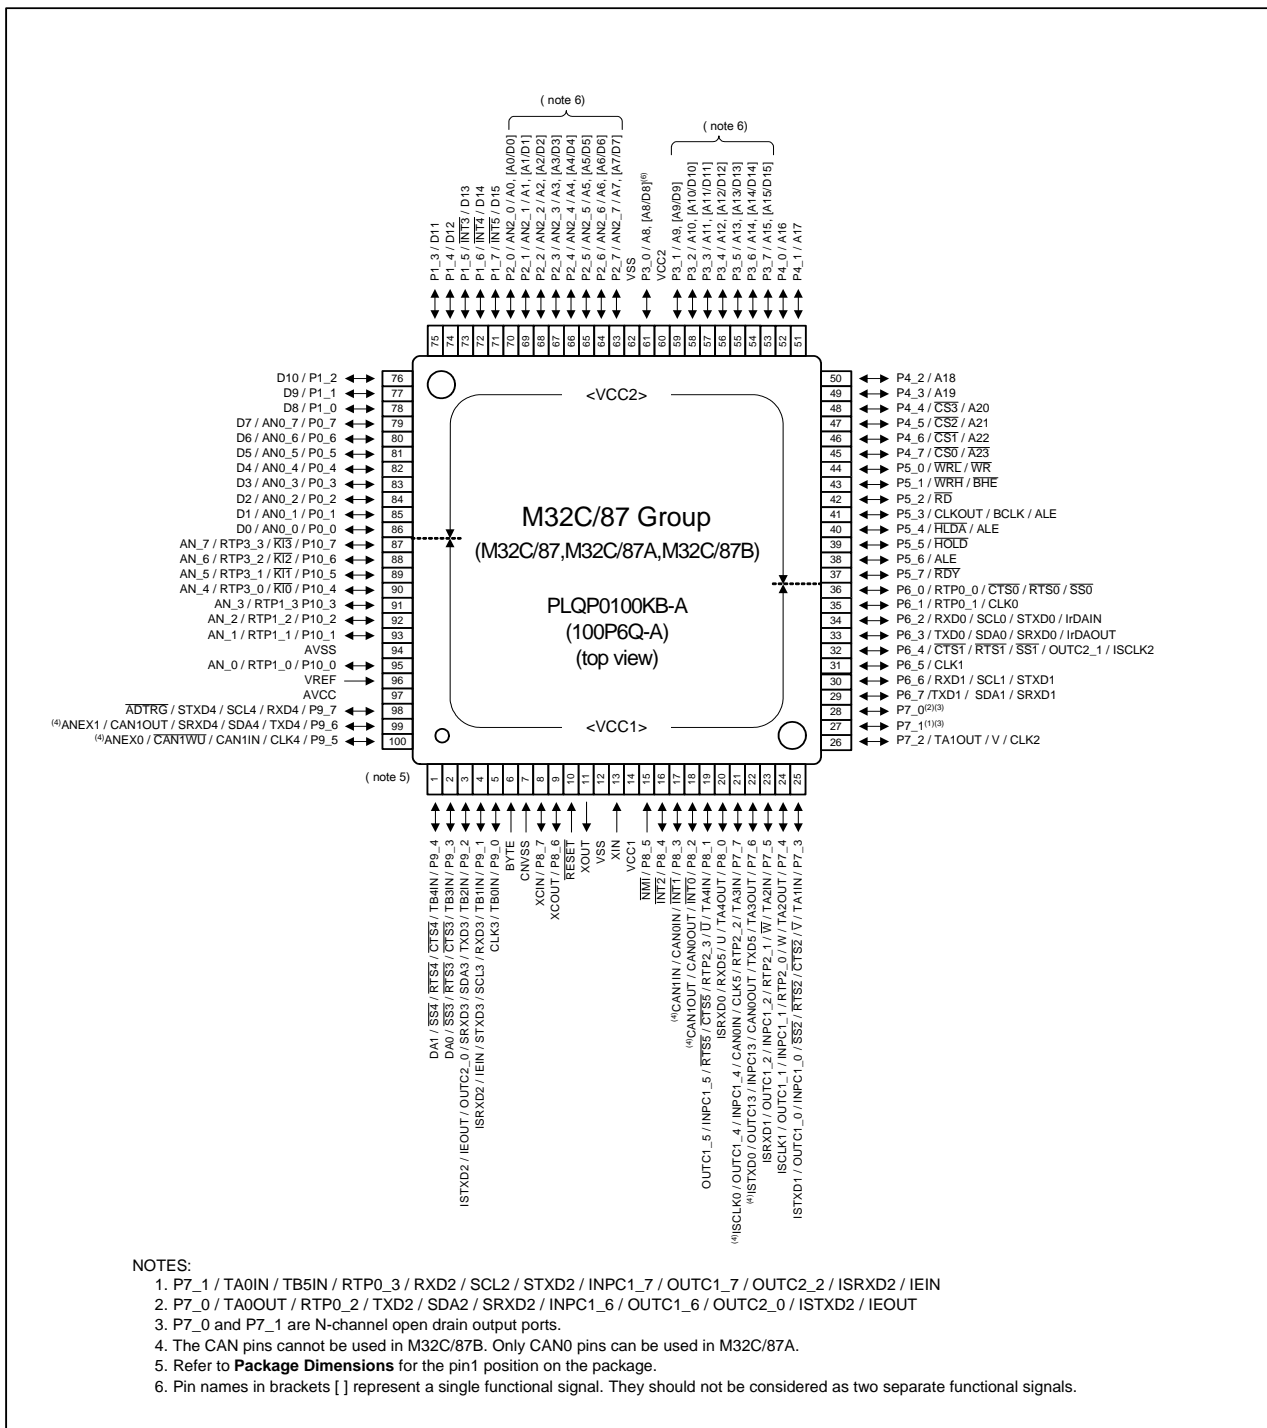 ( note 6)
( note 6)
P1_3 / D11
P1_4 / D12
P1_5 / INT3 / D13
P1_6 / INT4 / D14
P1_7 / INT5 / D15
P2_0 / AN2_0 / A0, [A0/D0]
P2_1 / AN2_1 / A1, [A1/D1]
P2_2 / AN2_2 / A2, [A2/D2]
P2_3 / AN2_3 / A3, [A3/D3]
P2_4 / AN2_4 / A4, [A4/D4]
P2_5 / AN2_5 / A5, [A5/D5]
P2_6 / AN2_6 / A6, [A6/D6]
P2_7 / AN2_7 / A7, [A7/D7]
VSS
P3_0 / A8, [A8/D8](6)
VCC2
P3_1 / A9, [A9/D9]
P3_2 / A10, [A10/D10]
P3_3 / A11, [A11/D11]
P3_4 / A12, [A12/D12]
P3_5 / A13, [A13/D13]
P3_6 / A14, [A14/D14]
P3_7 / A15, [A15/D15]
P4_0 / A16
P4_1 / A17
75 74 73 72 71 70 69 68 67 66 65 64 63 62 61 60 59 58 57 56 55 54 53 52 51
D10 / P1_2 76
D9 / P1_1 77
D8 / P1_0 78
D7 / AN0_7 / P0_7 79
D6 / AN0_6 / P0_6 80
D5 / AN0_5 / P0_5 81
D4 / AN0_4 / P0_4 82
D3 / AN0_3 / P0_3 83
D2 / AN0_2 / P0_2 84
D1 / AN0_1 / P0_1 85
D0 / AN0_0 / P0_0 86
AN_7 / RTP3_3 / KI3 / P10_7 87
AN_6 / RTP3_2 / KI2 / P10_6 88
AN_5 / RTP3_1 / KI1 / P10_5 89
AN_4 / RTP3_0 / KI0 / P10_4 90
AN_3 / RTP1_3 P10_3 91
AN_2 / RTP1_2 / P10_2 92
AN_1 / RTP1_1 / P10_1 93
AVSS 94
AN_0 / RTP1_0 / P10_0 95
VREF 96
AVCC 97
ADTRG / STXD4 / SCL4 / RXD4 / P9_7 98
(4)ANEX1 / CAN1OUT / SRXD4 / SDA4 / TXD4 / P9_6 99
(4)ANEX0 / CAN1WU / CAN1IN / CLK4 / P9_5 100
<VCC2>
M32C/87 Group
(M32C/87,M32C/87A,M32C/87B)
PLQP0100KB-A
(100P6Q-A)
(top view)
<VCC1>
50 P4_2 / A18
49 P4_3 / A19
48 P4_4 / CS3 / A20
47 P4_5 / CS2 / A21
46 P4_6 / CS1 / A22
45 P4_7 / CS0 / A23
44 P5_0 / WRL / WR
43 P5_1 / WRH / BHE
42 P5_2 / RD
41 P5_3 / CLKOUT / BCLK / ALE
40 P5_4 / HLDA / ALE
39 P5_5 / HOLD
38 P5_6 / ALE
37 P5_7 / RDY
36 P6_0 / RTP0_0 / CTS0 / RTS0 / SS0
35 P6_1 / RTP0_1 / CLK0
34 P6_2 / RXD0 / SCL0 / STXD0 / IrDAIN
33 P6_3 / TXD0 / SDA0 / SRXD0 / IrDAOUT
32 P6_4 / CTS1 / RTS1 / SS1 / OUTC2_1 / ISCLK2
31 P6_5 / CLK1
30 P6_6 / RXD1 / SCL1 / STXD1
29 P6_7 /TXD1 / SDA1 / SRXD1
28 P7_0(2)(3)
27 P7_1(1)(3)
26 P7_2 / TA1OUT / V / CLK2
( note 5)
1 2 3 4 5 6 7 8 9 10 11 12 13 14 15 16 17 18 19 20 21 22 23 24 25
DA1 / SS4 / RTS4 / CTS4 / TB4IN / P9_4
DA0 / SS3 / RTS3 / CTS3 / TB3IN / P9_3
ISTXD2 / IEOUT / OUTC2_0 / SRXD3 / SDA3 / TXD3 / TB2IN / P9_2
ISRXD2 / IEIN / STXD3 / SCL3 / RXD3 / TB1IN / P9_1
CLK3 / TB0IN / P9_0
BYTE
CNVSS
XCIN / P8_7
XCOUT / P8_6
RESET
XOUT
VSS
XIN
VCC1
NMI / P8_5
INT2 / P8_4
(4)CAN1IN / CAN0IN / INT1 / P8_3
(4)CAN1OUT / CAN0OUT / INT0 / P8_2
OUTC1_5 / INPC1_5 / RTS5 / CTS5 / RTP2_3 / U / TA4IN / P8_1
ISRXD0 / RXD5 / U / TA4OUT / P8_0
(4)ISCLK0 / OUTC1_4 / INPC1_4 / CAN0IN / CLK5 / RTP2_2 / TA3IN / P7_7
(4)ISTXD0 / OUTC13 / INPC13 / CAN0OUT / TXD5 / TA3OUT / P7_6
ISRXD1 / OUTC1_2 / INPC1_2 / RTP2_1 / W / TA2IN / P7_5
ISCLK1 / OUTC1_1 / INPC1_1 / RTP2_0 / W / TA2OUT / P7_4
ISTXD1 / OUTC1_0 / INPC1_0 / SS2 / RTS2 / CTS2 / V / TA1IN / P7_3
NOTES:
1. P7_1 / TA0IN / TB5IN / RTP0_3 / RXD2 / SCL2 / STXD2 / INPC1_7 / OUTC1_7 / OUTC2_2 / ISRXD2 / IEIN
2. P7_0 / TA0OUT / RTP0_2 / TXD2 / SDA2 / SRXD2 / INPC1_6 / OUTC1_6 / OUTC2_0 / ISTXD2 / IEOUT
3. P7_0 and P7_1 are N-channel open drain output ports.
4. The CAN pins cannot be used in M32C/87B. Only CAN0 pins can be used in M32C/87A.
5. Refer to Package Dimensions for the pin1 position on the package.
6. Pin names in brackets [ ] represent a single functional signal. They should not be considered as two separate functional signals.